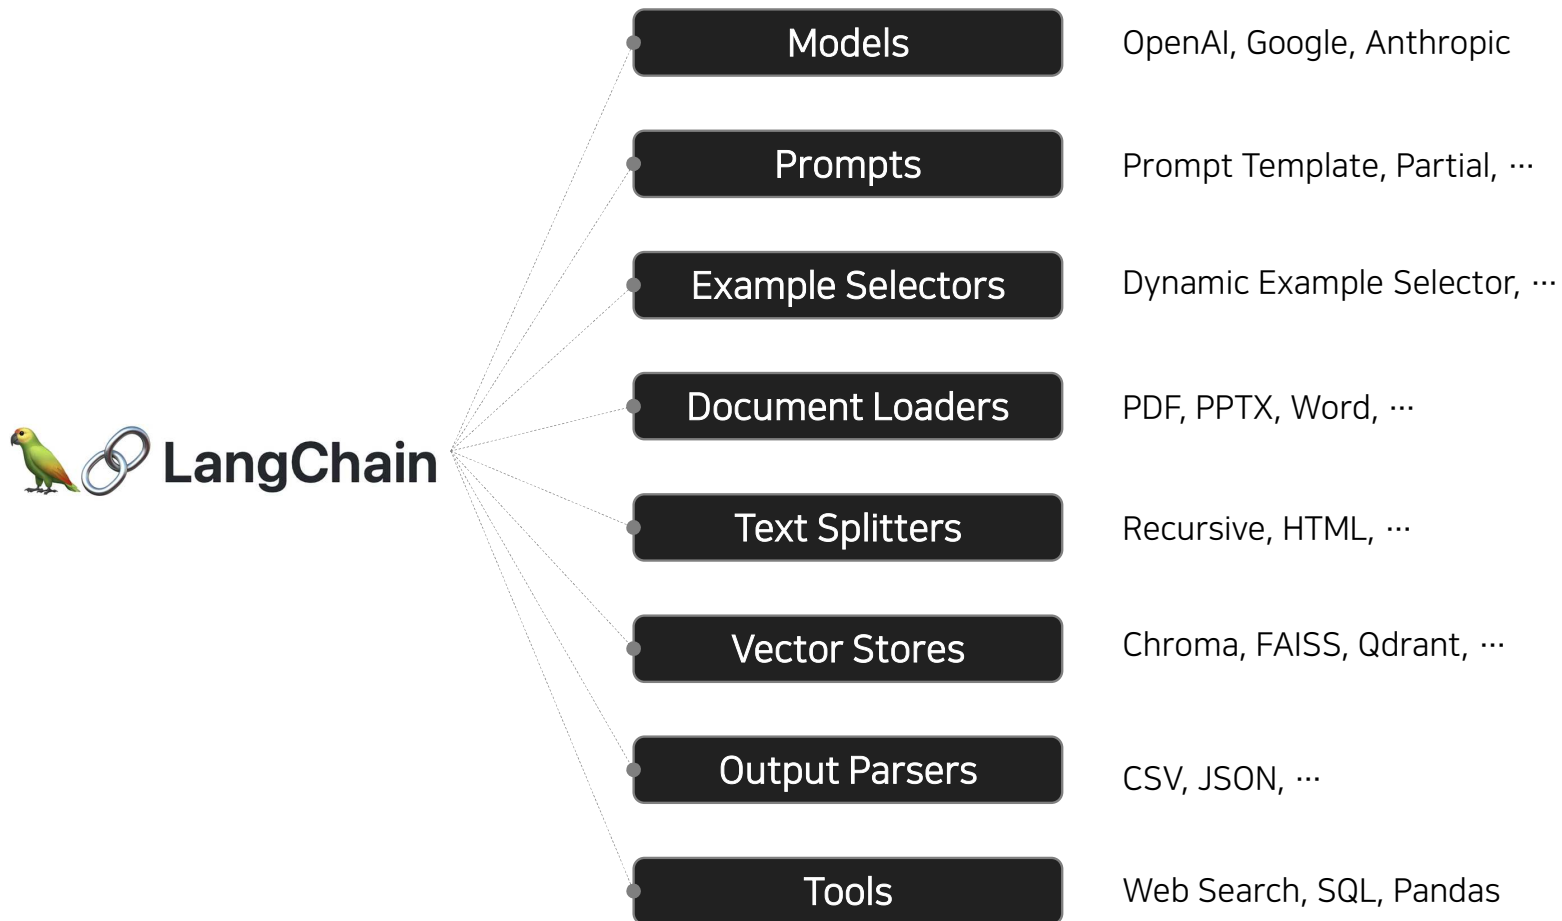 Models
OpenAI, Google, Anthropic
Prompts
Prompt Template, Partial, ⋯
Example Selectors
Dynamic Example Selector, ⋯
Document Loaders
PDF, PPTX, Word, ⋯
LangChain
Text Splitters
Recursive, HTML, ⋯
Vector Stores
Chroma, FAISS, Qdrant, ⋯
Output Parsers
CSV, JSON, ⋯
Tools
Web Search, SQL, Pandas